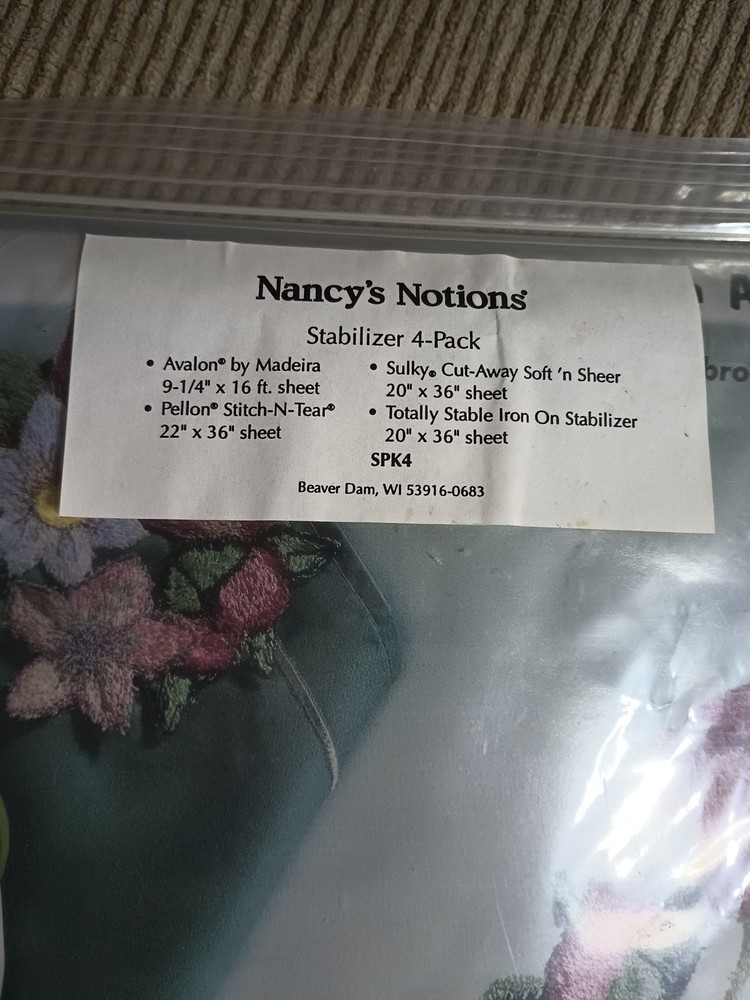 Nancy's Notions®
Stabilizer 4-Pack
• Avalon® by Madeira
9-1/4" x 16 ft. sheet
• Pellon® Stitch-N-Tear®
22" x 36" sheet
• Sulky® Cut-Away Soft 'n Sheer
20" x 36" sheet
• Totally Stable Iron On Stabilizer
20" x 36" sheet
SPK4
Beaver Dam, WI 53916-0683